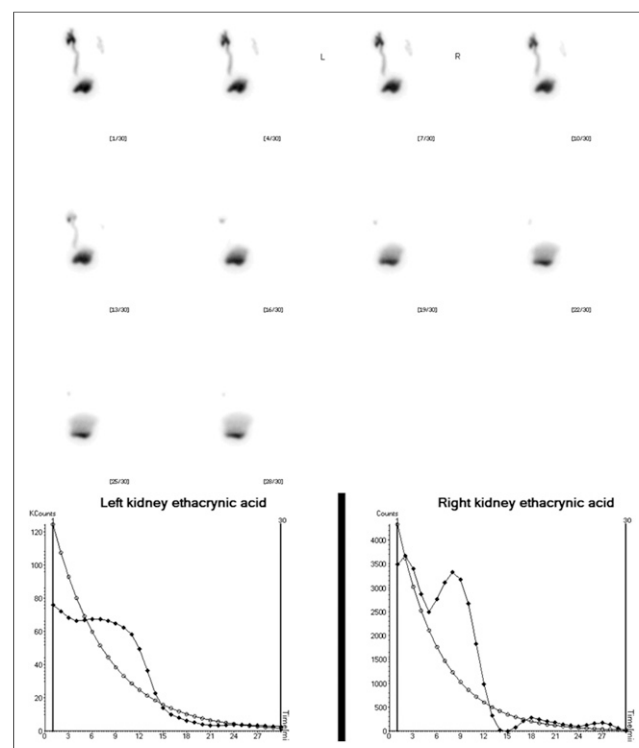 L R
[1/30] [4/30] [7/30] [10/30]
[13/30] [16/30] [19/30] [22/30]
[25/30] [28/30]
Left kidney ethacrynic acid Right kidney ethacrynic acid
KCounts 30 Counts 30
120 4000
100 3500
80 3000
60 2500
40 2000
20 1500
0 1000
500
0
0 3 6 9 12 15 18 21 24 27 0 3 6 9 12 15 18 21 24 27